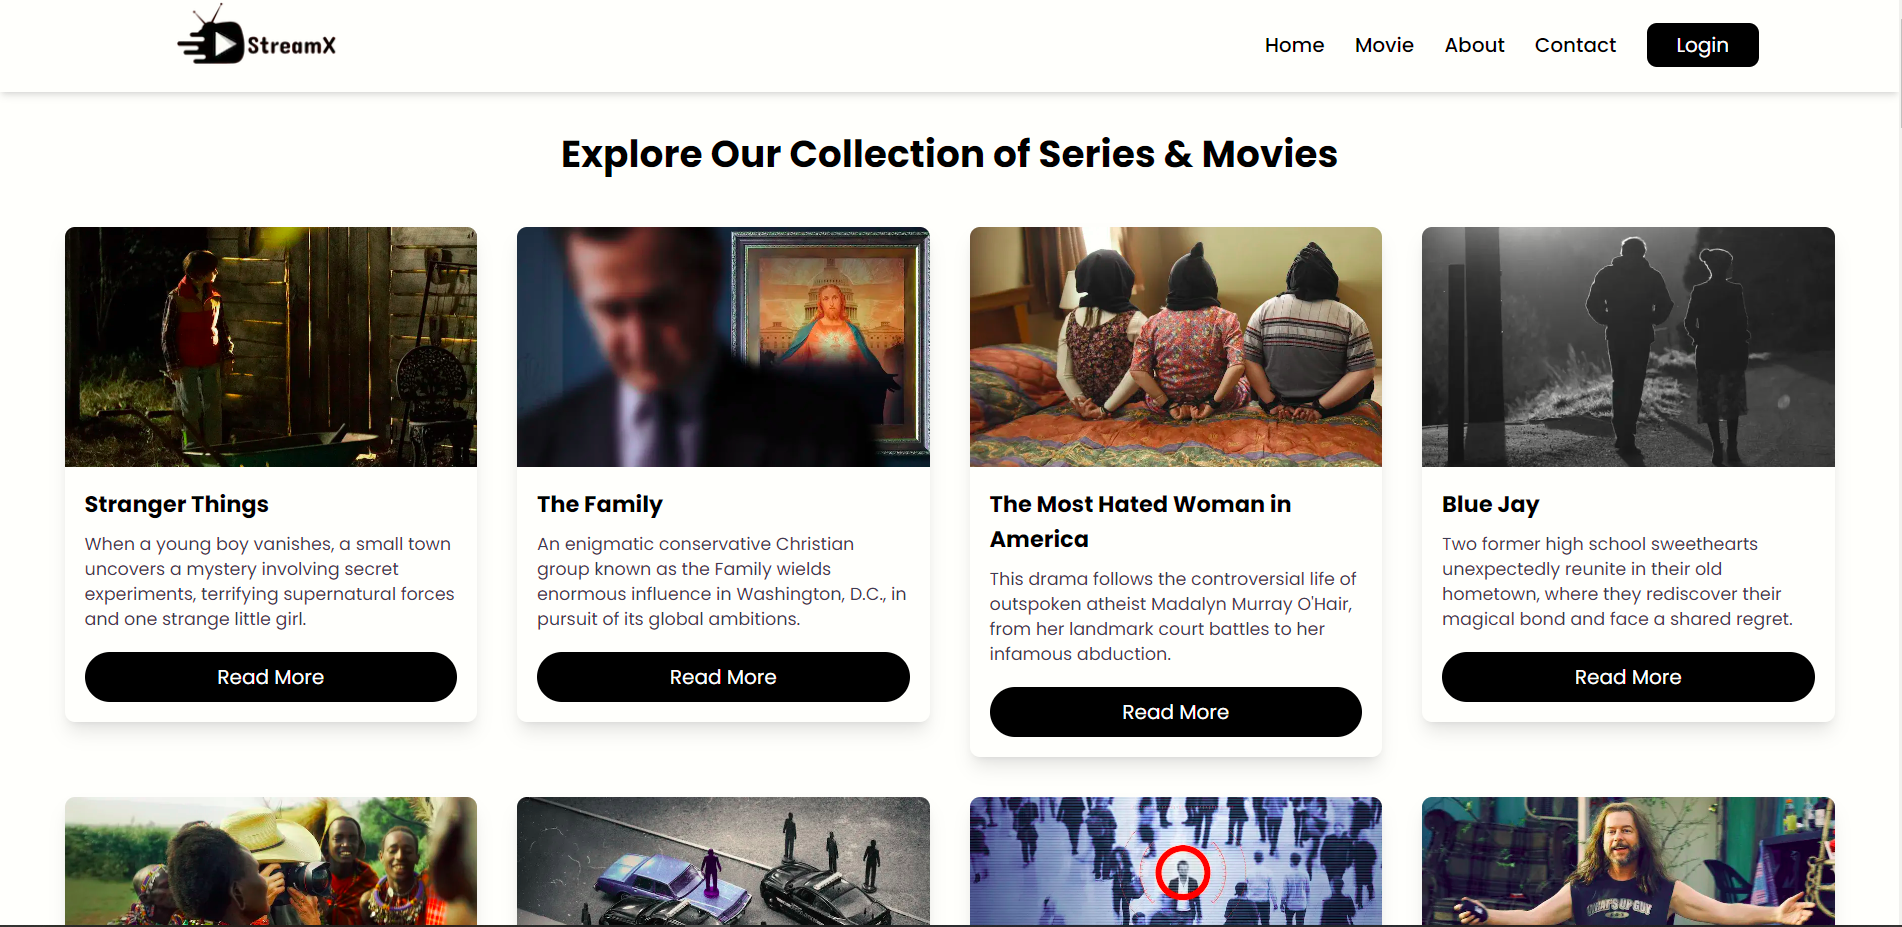 StreamX
Home Movie About Contact Login
Explore Our Collection of Series & Movies
Stranger Things
When a young boy vanishes, a small town
uncovers a mystery involving secret
experiments, terrifying supernatural forces
and one strange little girl.
Read More
The Family
An enigmatic conservative Christian
group known as the Family wields
enormous influence in Washington, D.C., in
pursuit of its global ambitions.
Read More
The Most Hated Woman in
America
This drama follows the controversial life of
outspoken atheist Madalyn Murray O'Hair,
from her landmark court battles to her
infamous abduction.
Read More
Blue Jay
Two former high school sweethearts
unexpectedly reunite in their old
hometown, where they rediscover their
magical bond and face a shared regret.
Read More